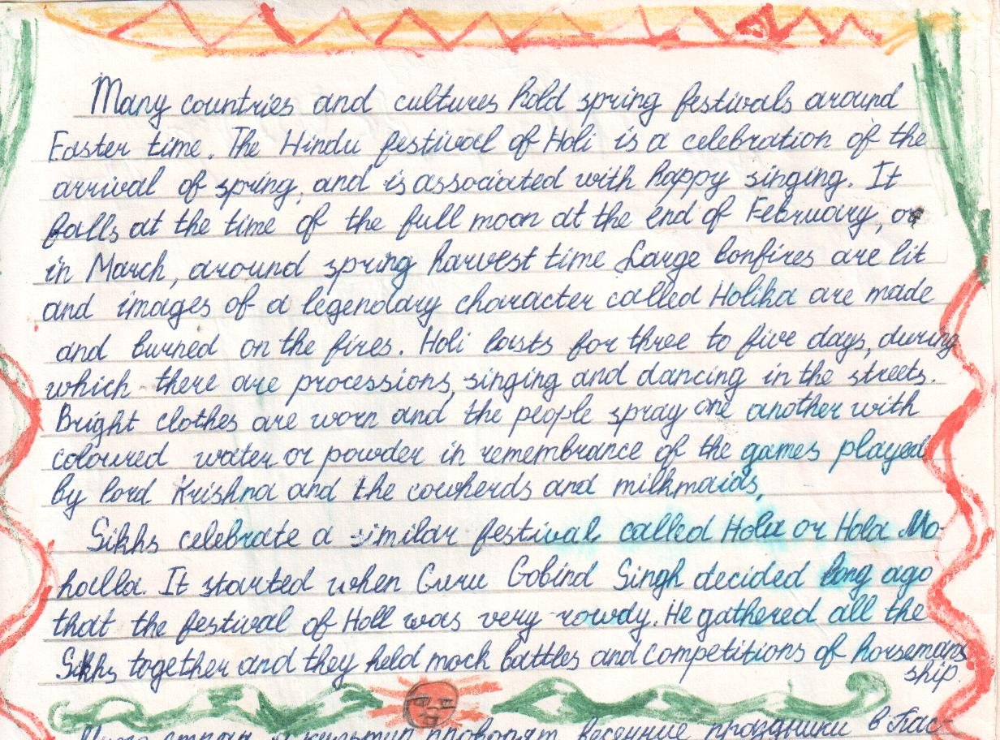 Many countries and cultures hold spring festivals around
Easter time. The Hindu festival of Holi is a celebration of the
arrival of spring, and is associated with happy singing. It
falls at the time of the full moon at the end of February, or
in March, around spring harvest time Large bonfires are lit
and images of a legendary character called Holika are made
and burned on the fires. Holi lasts for three to five days, during
which there are processions, singing and dancing in the streets.
Bright clothes are worn and the people spray one another with
coloured water or powder in remembrance of the games played
by lord Krishna and the cowherds and milkmaids,
Sikhs celebrate a similar festival, called Hola or Hola Mo-
halla. It started when Guru Gobind Singh decided long ago
that the festival of Holl was very rowdy. He gathered all the
Sikhs together and they held mock battles and competitions of horsemans
ship.
Много стран и культур проводят весенние праздники в Пас-